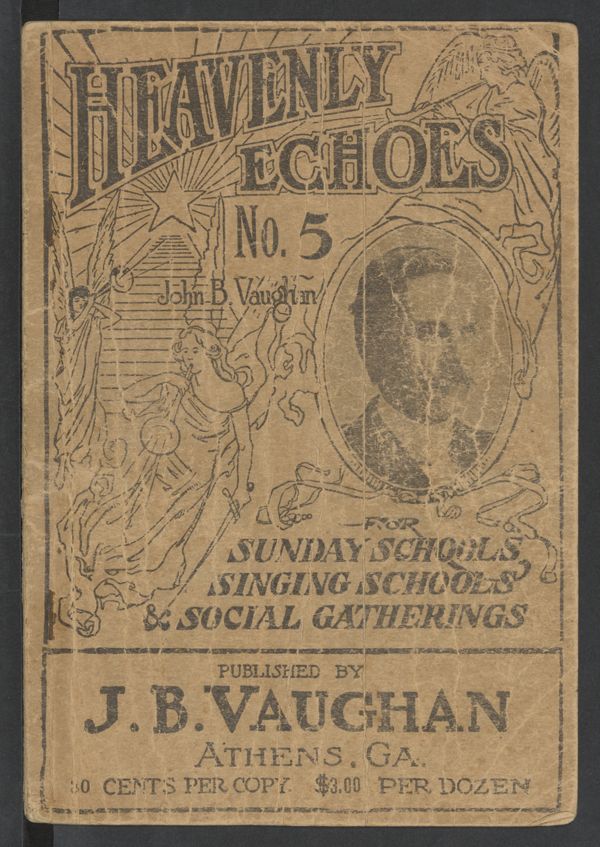 HEAVENLY
ECHOES
No. 5
John B. Vaughan
FOR
SUNDAY SCHOOLS,
SINGING SCHOOLS
& SOCIAL GATHERINGS
PUBLISHED BY
J. B. VAUGHAN
ATHENS, GA.
30 CENTS PER COPY. $3.00 PER DOZEN